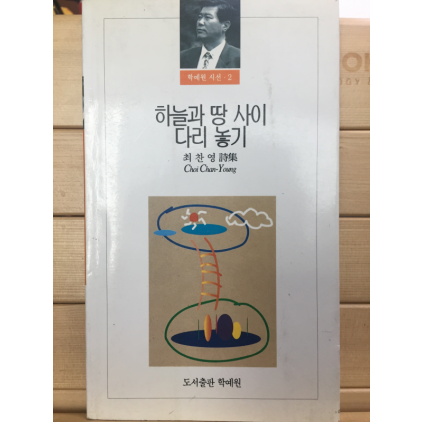 학예원 시선 · 2
하늘과 땅 사이
다리 놓기
최찬영 詩集
Choi Chan-Young
도서출판 학예원